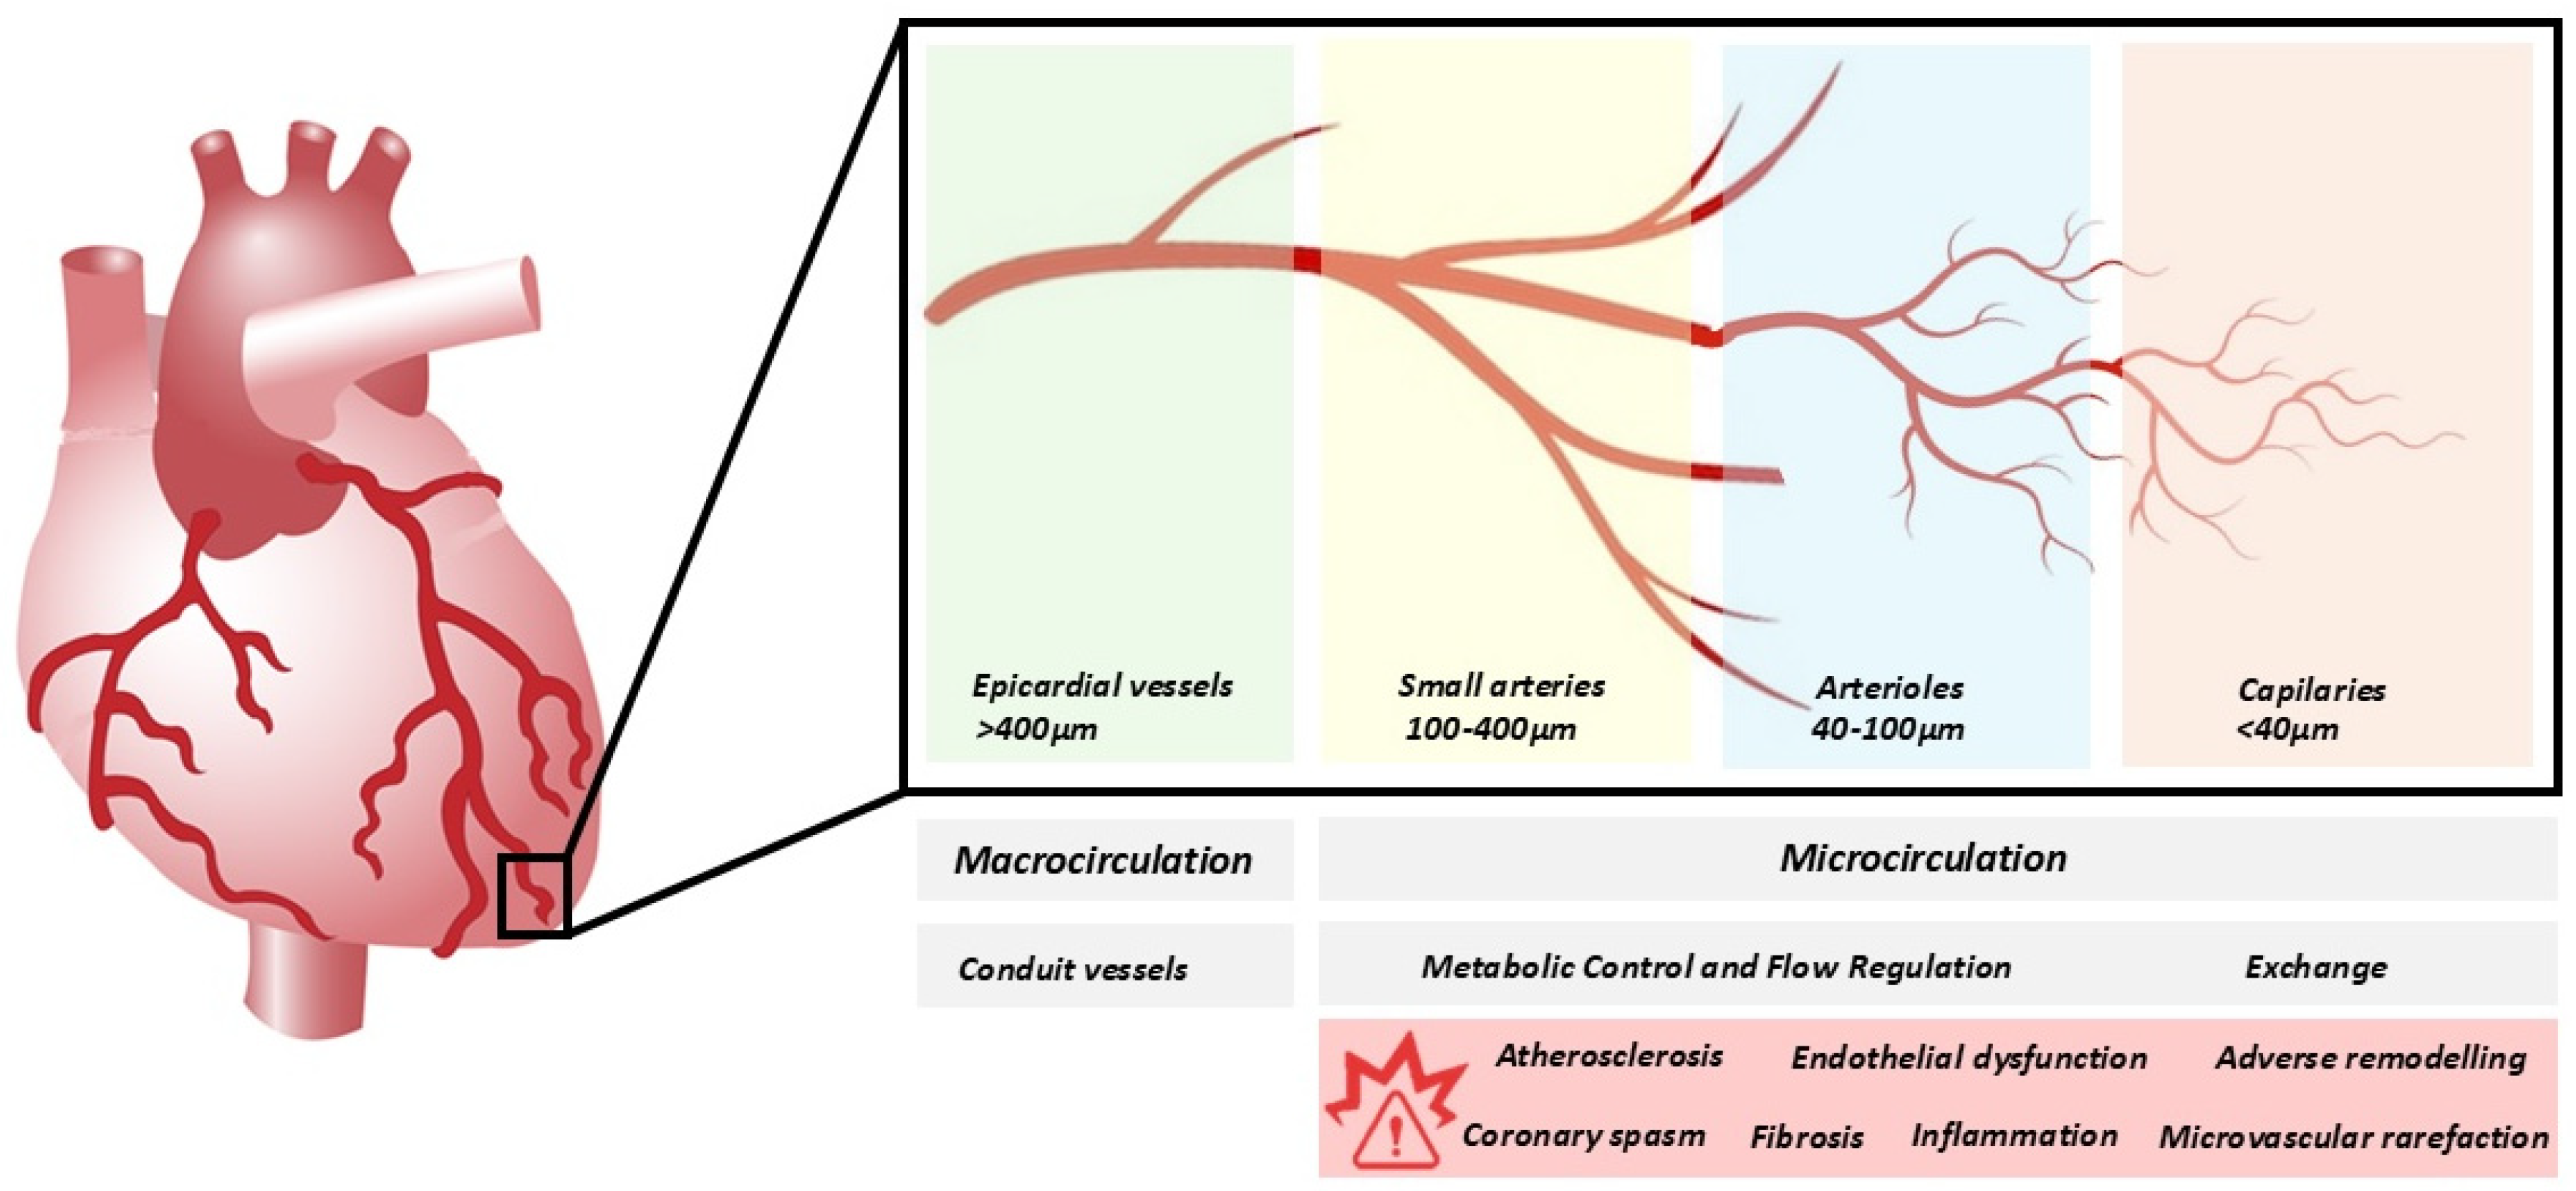 Epicardial vessels
>400μm
Small arteries
100-400μm
Arterioles
40-100μm
Capilaries
<40μm
Macrocirculation
Microcirculation
Conduit vessels
Metabolic Control and Flow Regulation
Exchange
Atherosclerosis
Endothelial dysfunction
Adverse remodelling
Coronary spasm
Fibrosis
Inflammation
Microvascular rarefaction